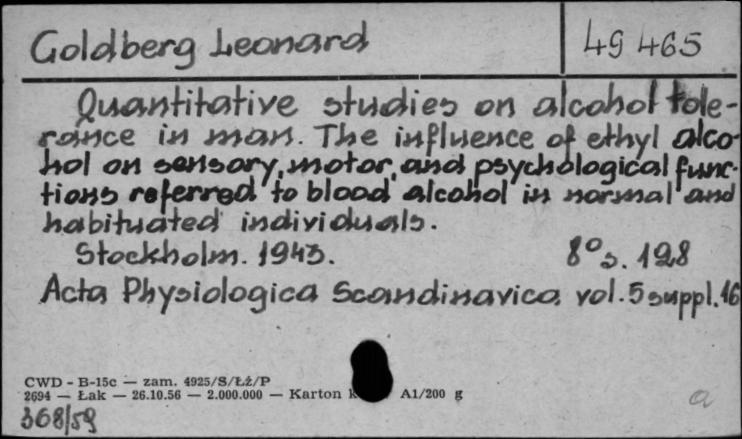 Goldberg Leonard 49 465
Quantitative studies on alcohol tole-
rance in man. The influence of ethyl alco-
hol on sensory, motor, and psychological func-
tions referred to blood alcohol in normal and
habituated individuals.
Stockholm. 1943. 8° s. 128
Acta Physiologica Scandinavica. vol. 5 suppl. 16
CWD - B-15c — zam. 4925/S/Łż/P
2694 — Łak — 26.10.56 — 2.000.000 — Karton A1/200 g
368/59
a